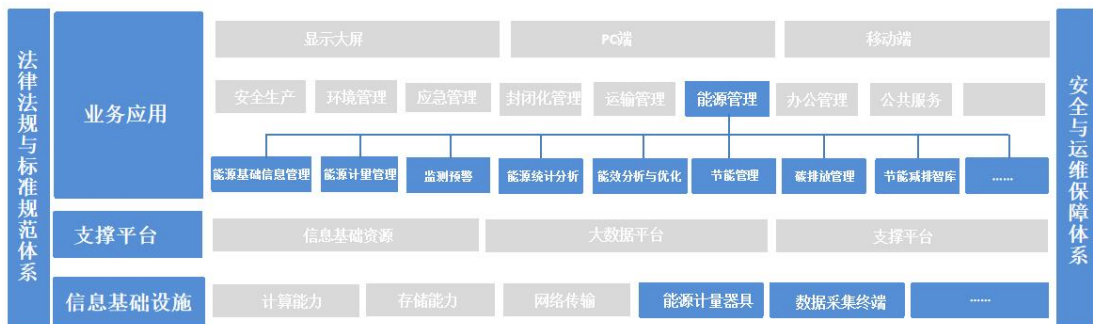 法律法规与标准规范体系
业务应用
显示大屏
PC端
移动端
安全生产
环境管理
应急管理
封闭化管理
运输管理
能源管理
办公管理
公共服务
能源基础信息管理
能源计量管理
监测预警
能源统计分析
能效分析与优化
节能管理
碳排放管理
节能减排智库
……
支撑平台
信息基础资源
大数据平台
支撑平台
信息基础设施
计算能力
存储能力
网络传输
能源计量器具
数据采集终端
……
安全与运维保障体系